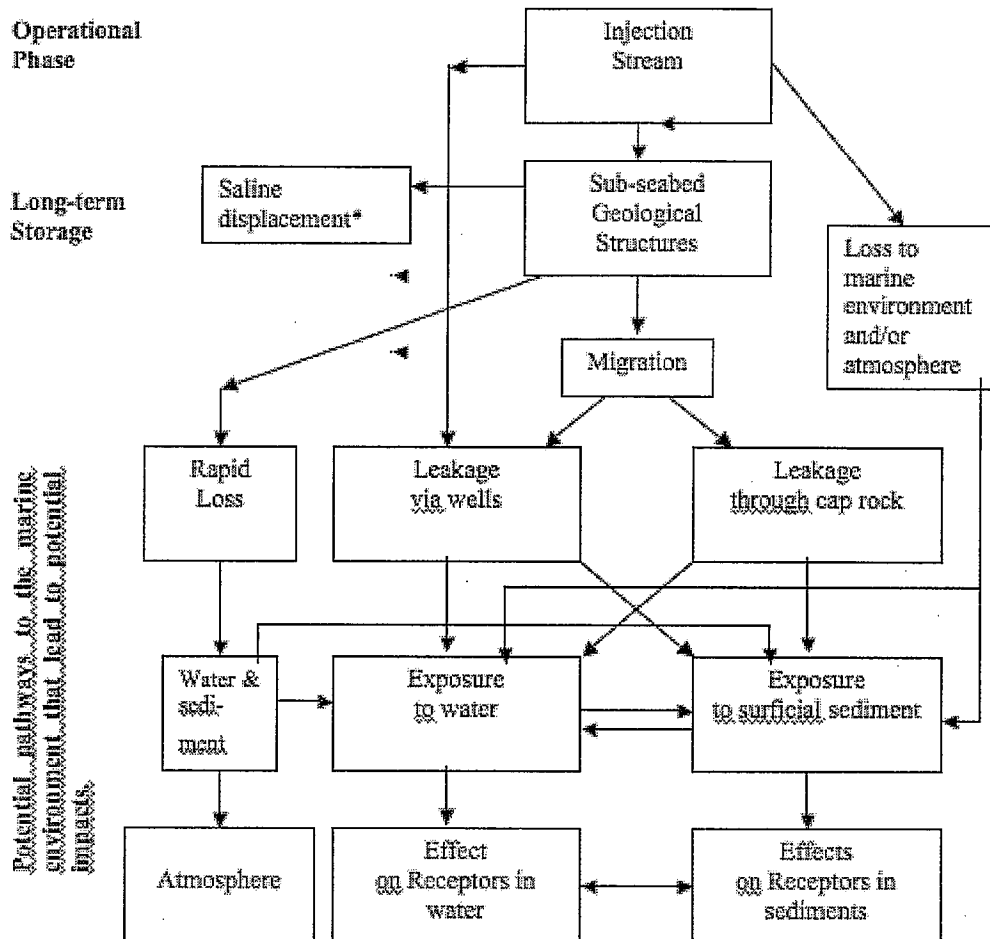 Operational
Phase
Injection
Stream
Long-term
Storage
Saline
displacement*
Sub-seabed
Geological
Structures
Loss to
marine
environment
and/or
atmosphere
Migration
Potential pathways to the marine
environment that lead to potential
impacts.
Rapid
Loss
Leakage
via wells
Leakage
through cap rock
Water &
sedi-
ment
Exposure
to water
Exposure
to surficial sediment
Atmosphere
Effect
on Receptors in
water
Effects
on Receptors in
sediments